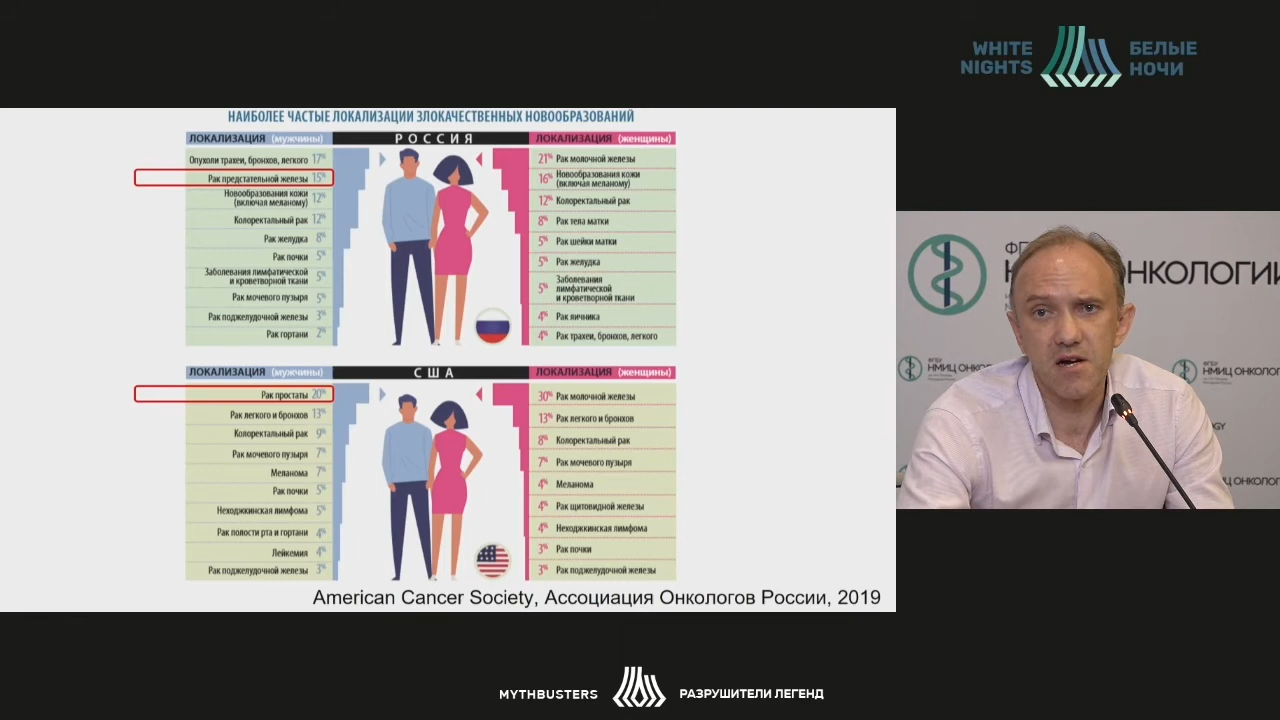 WHITE
NIGHTS
БЕЛЫЕ
НОЧИ
НАИБОЛЕЕ ЧАСТЫЕ ЛОКАЛИЗАЦИИ ЗЛОКАЧЕСТВЕННЫХ НОВООБРАЗОВАНИЙ
ЛОКАЛИЗАЦИЯ (мужчины)
РОССИЯ
ЛОКАЛИЗАЦИЯ (женщины)
Опухоли трахеи, бронхов, легкого 17%
Рак предстательной железы 15%
Новообразования кожи
(включая меланому) 12%
Колоректальный рак 12%
Рак желудка 8%
Рак почки 5%
Заболевания лимфатической
и кроветворной ткани 5%
Рак мочевого пузыря 5%
Рак поджелудочной железы 3%
Рак гортани 2%
21% Рак молочной железы
16% Новообразования кожи
(включая меланому)
12% Колоректальный рак
8% Рак тела матки
5% Рак шейки матки
5% Рак желудка
5% Заболевания
лимфатической
и кроветворной ткани
4% Рак яичника
4% Рак трахеи, бронхов, легкого
ЛОКАЛИЗАЦИЯ (мужчины)
США
ЛОКАЛИЗАЦИЯ (женщины)
Рак простаты 20%
Рак легкого и бронхов 13%
Колоректальный рак 9%
Рак мочевого пузыря 7%
Меланома 7%
Рак почки 5%
Неходжкинская лимфома 5%
Рак полости рта и гортани 4%
Лейкемия 4%
Рак поджелудочной железы 3%
30% Рак молочной железы
13% Рак легкого и бронхов
8% Колоректальный рак
7% Рак мочевого пузыря
4% Меланома
4% Рак щитовидной железы
4% Неходжкинская лимфома
3% Рак почки
3% Рак поджелудочной железы
American Cancer Society, Ассоциация Онкологов России, 2019
ОНКОЛОГИИ
ФГБУ
НМИЦ ОНКО
ФГБУ
НМИЦ ОНКОЛОГ
MYTHBUSTERS
РАЗРУШИТЕЛИ ЛЕГЕНД